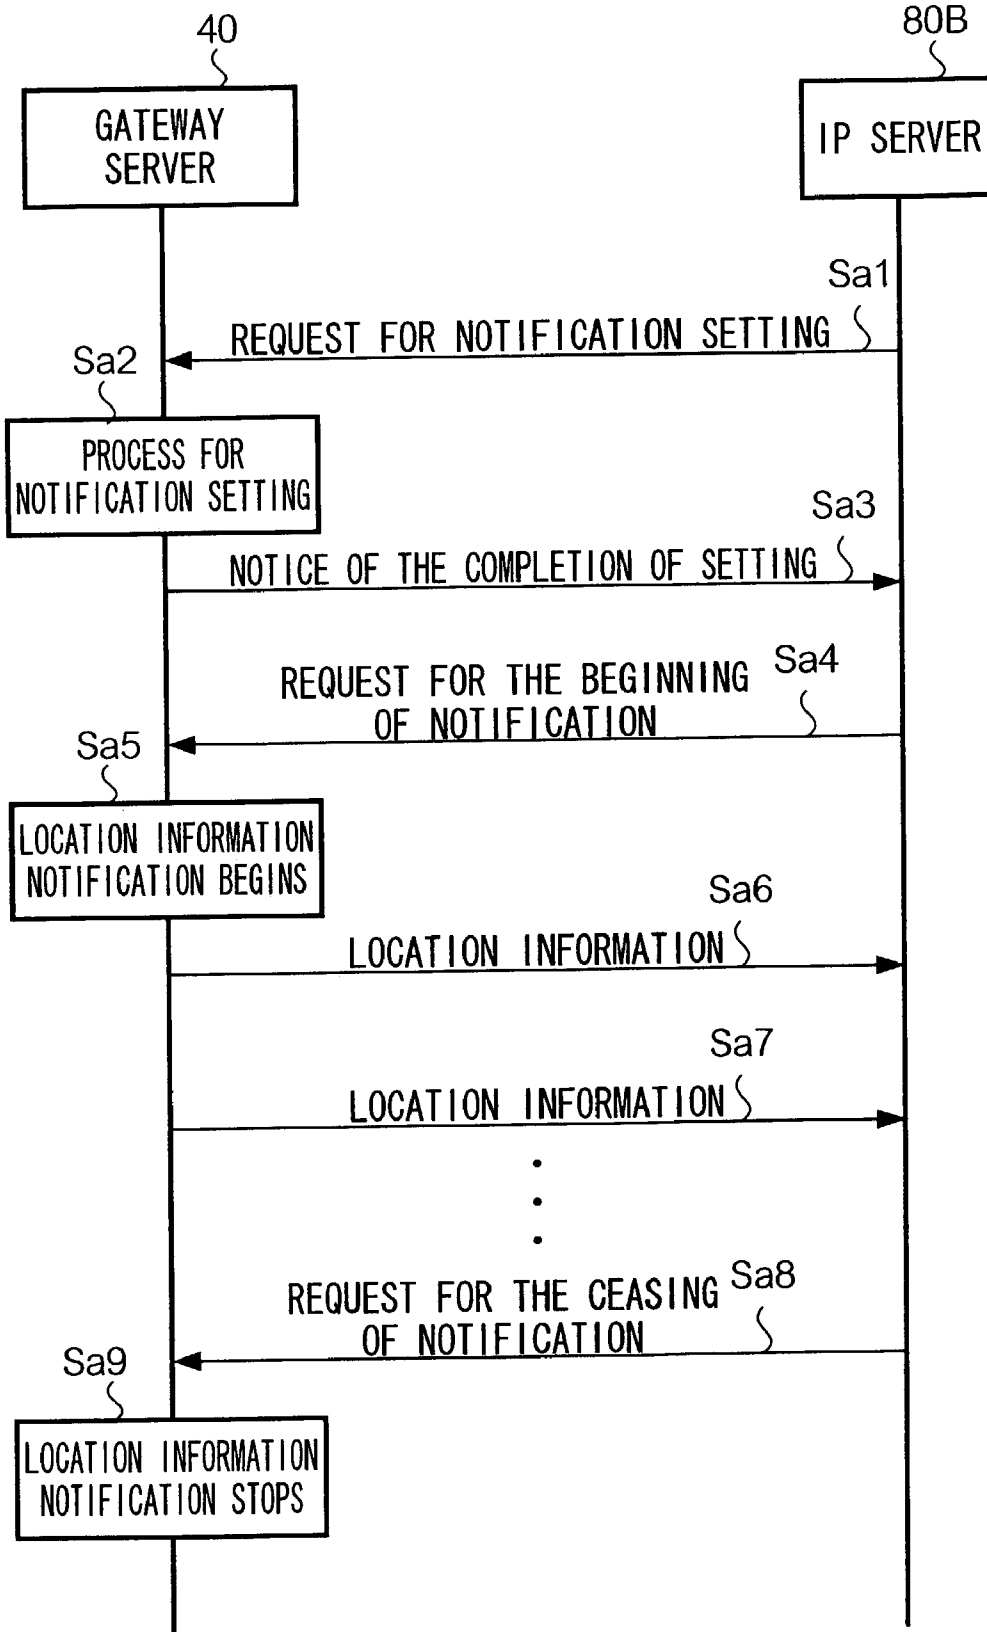 40
80B
GATEWAY
SERVER
IP SERVER
Sa1
REQUEST FOR NOTIFICATION SETTING
Sa2
PROCESS FOR
NOTIFICATION SETTING
Sa3
NOTICE OF THE COMPLETION OF SETTING
Sa4
REQUEST FOR THE BEGINNING
OF NOTIFICATION
Sa5
LOCATION INFORMATION
NOTIFICATION BEGINS
Sa6
LOCATION INFORMATION
Sa7
LOCATION INFORMATION
Sa8
REQUEST FOR THE CEASING
OF NOTIFICATION
Sa9
LOCATION INFORMATION
NOTIFICATION STOPS